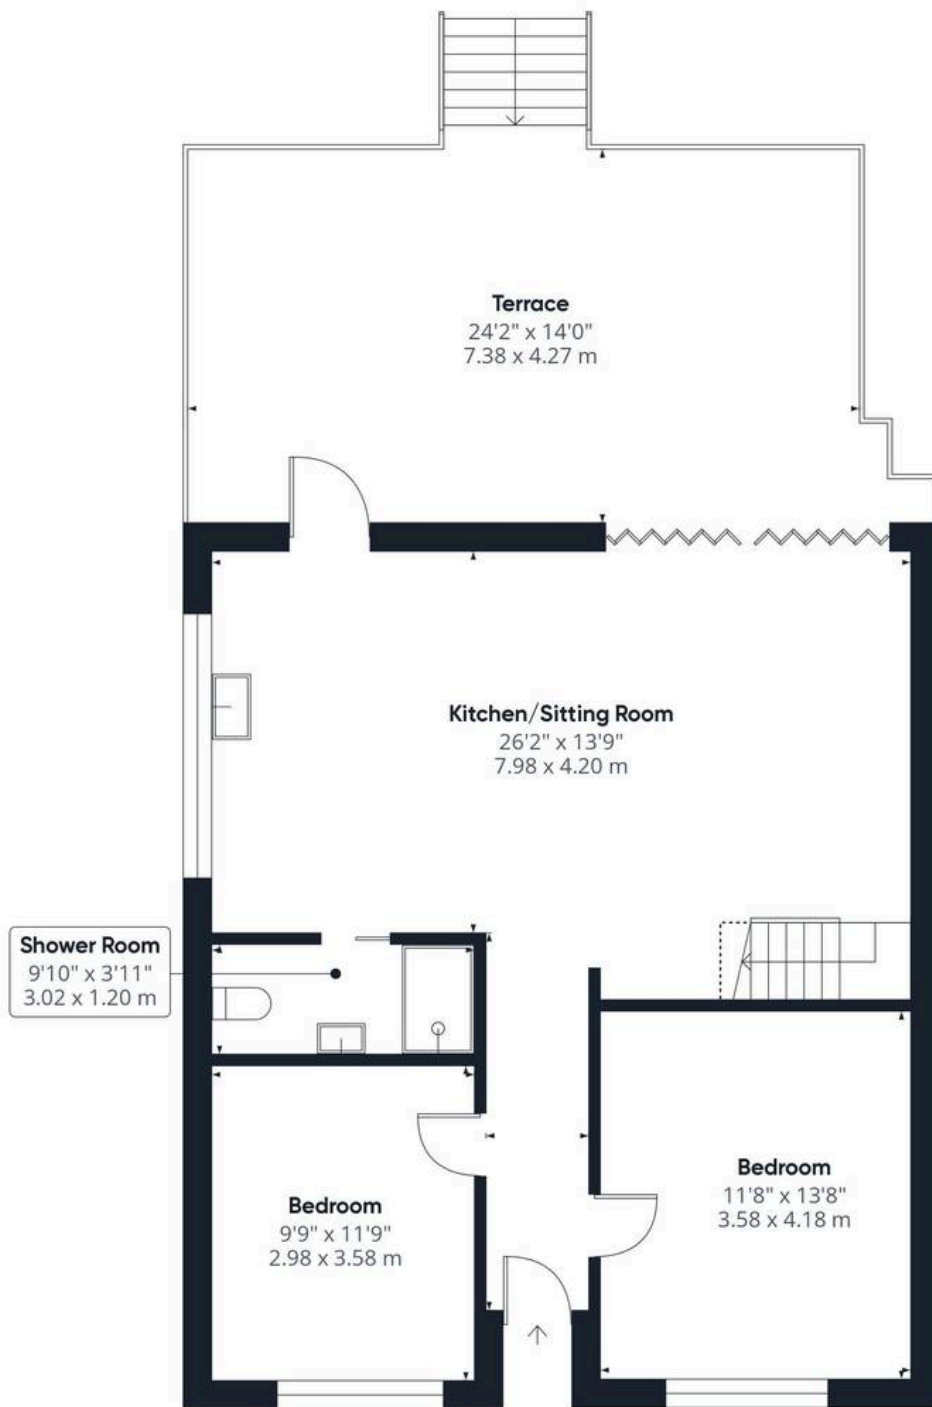 Terrace
24'2" x 14'0"
7.38 x 4.27 m
Kitchen/Sitting Room
26'2" x 13'9"
7.98 x 4.20 m
Shower Room
9'10" x 3'11"
3.02 x 1.20 m
Bedroom
9'9" x 11'9"
2.98 x 3.58 m
Bedroom
11'8" x 13'8"
3.58 x 4.18 m